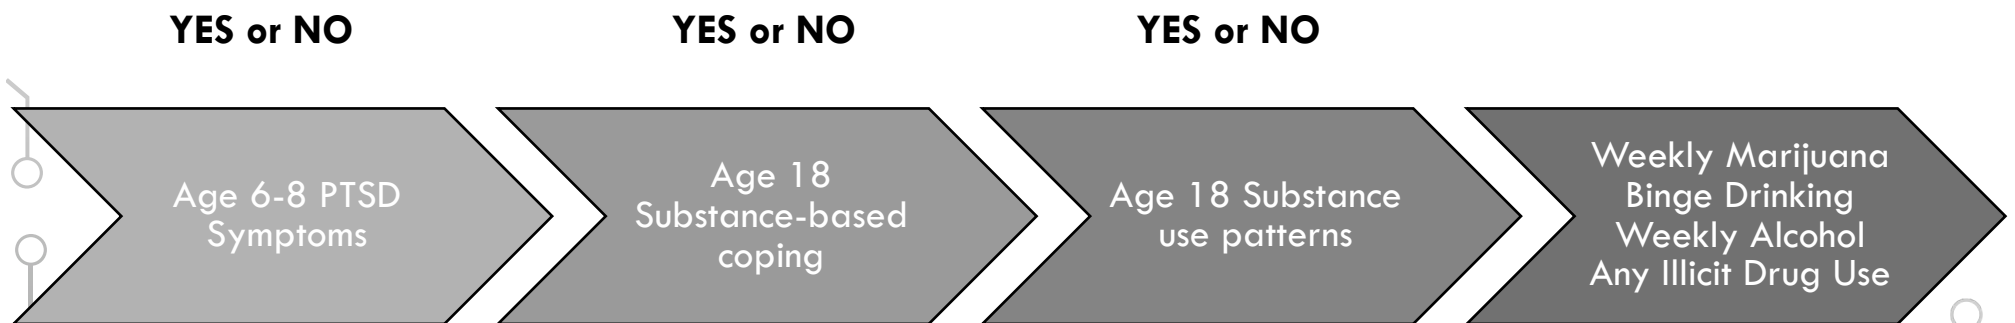 YES or NO
YES or NO
YES or NO
Age 6-8 PTSD
Symptoms
Age 18
Substance-based
coping
Age 18 Substance
use patterns
Weekly Marijuana
Binge Drinking
Weekly Alcohol
Any Illicit Drug Use